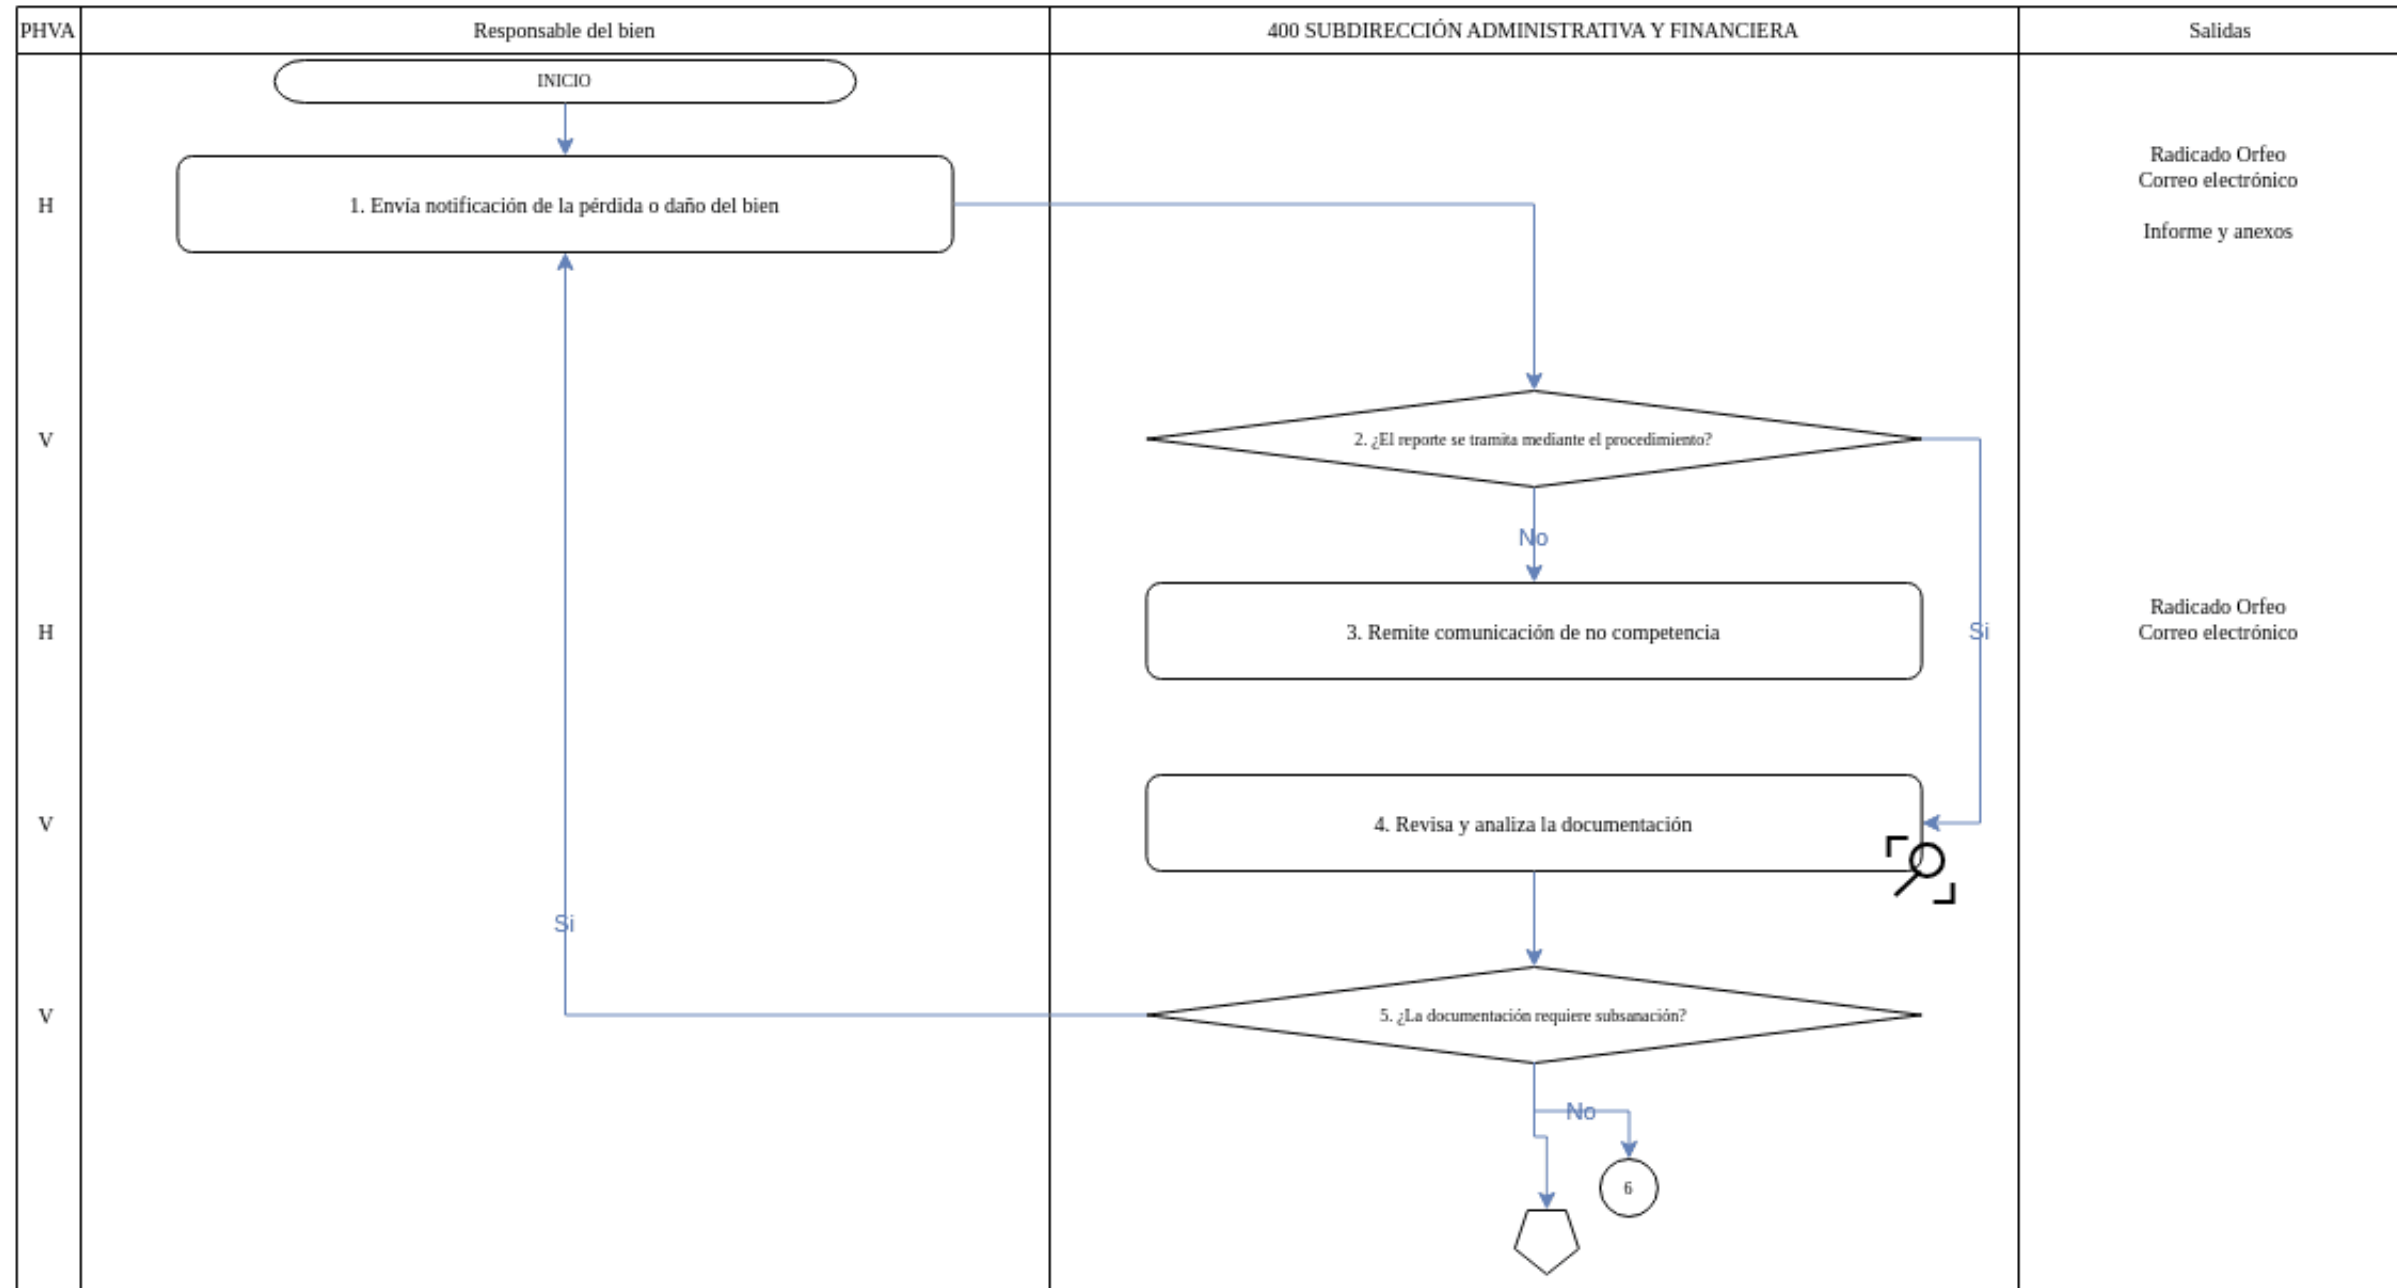 PHVA
Responsable del bien
400 SUBDIRECCIÓN ADMINISTRATIVA Y FINANCIERA
Salidas
INICIO
H
1. Envía notificación de la pérdida o daño del bien
Radicado Orfeo
Correo electrónico
Informe y anexos
V
2. ¿El reporte se tramita mediante el procedimiento?
No
H
3. Remite comunicación de no competencia
Si
Radicado Orfeo
Correo electrónico
V
4. Revisa y analiza la documentación
Si
V
5. ¿La documentación requiere subsanación?
No
6